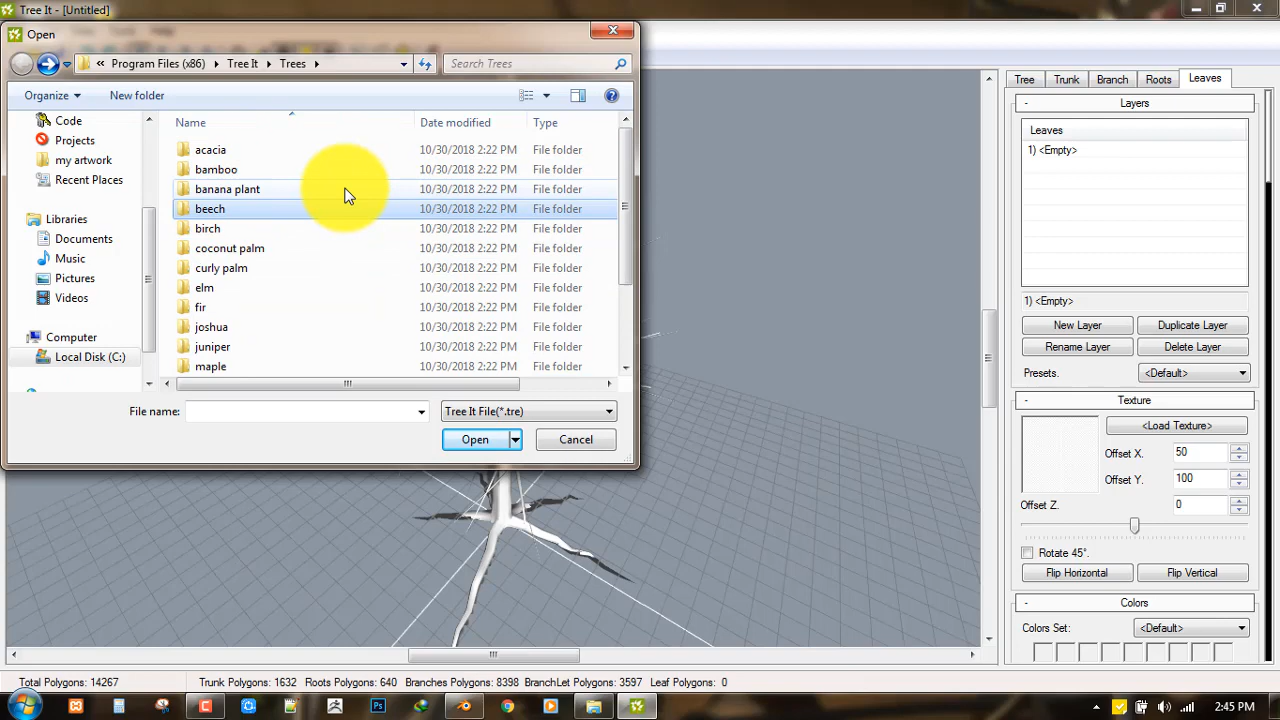 Tree It - [Untitled]
Open
« Program Files (x86) Tree It Trees
Search Trees
Organize
New folder
Name
Date modified
Type
Code
Projects
my artwork
Recent Places
Libraries
Documents
Music
Pictures
Videos
Computer
Local Disk (C:)
acacia 10/30/2018 2:22 PM File folder
bamboo 10/30/2018 2:22 PM File folder
banana plant 10/30/2018 2:22 PM File folder
beech 10/30/2018 2:22 PM File folder
birch 10/30/2018 2:22 PM File folder
coconut palm 10/30/2018 2:22 PM File folder
curly palm 10/30/2018 2:22 PM File folder
elm 10/30/2018 2:22 PM File folder
fir 10/30/2018 2:22 PM File folder
joshua 10/30/2018 2:22 PM File folder
juniper 10/30/2018 2:22 PM File folder
maple 10/30/2018 2:22 PM File folder
File name:
Tree It File(*.tre)
Open
Cancel
Tree Trunk Branch Roots Leaves
- Layers
Leaves
1) <Empty>
1) <Empty>
New Layer Duplicate Layer
Rename Layer Delete Layer
Presets. <Default>
- Texture
<Load Texture>
Offset X. 50
Offset Y. 100
Offset Z. 0
Rotate 45°.
Flip Horizontal Flip Vertical
- Colors
Colors Set: <Default>
Total Polygons: 14267 Trunk Polygons: 1632 Roots Polygons: 640 Branches Polygons: 8398 BranchLet Polygons: 3597 Leaf Polygons: 0
Ps
2:45 PM